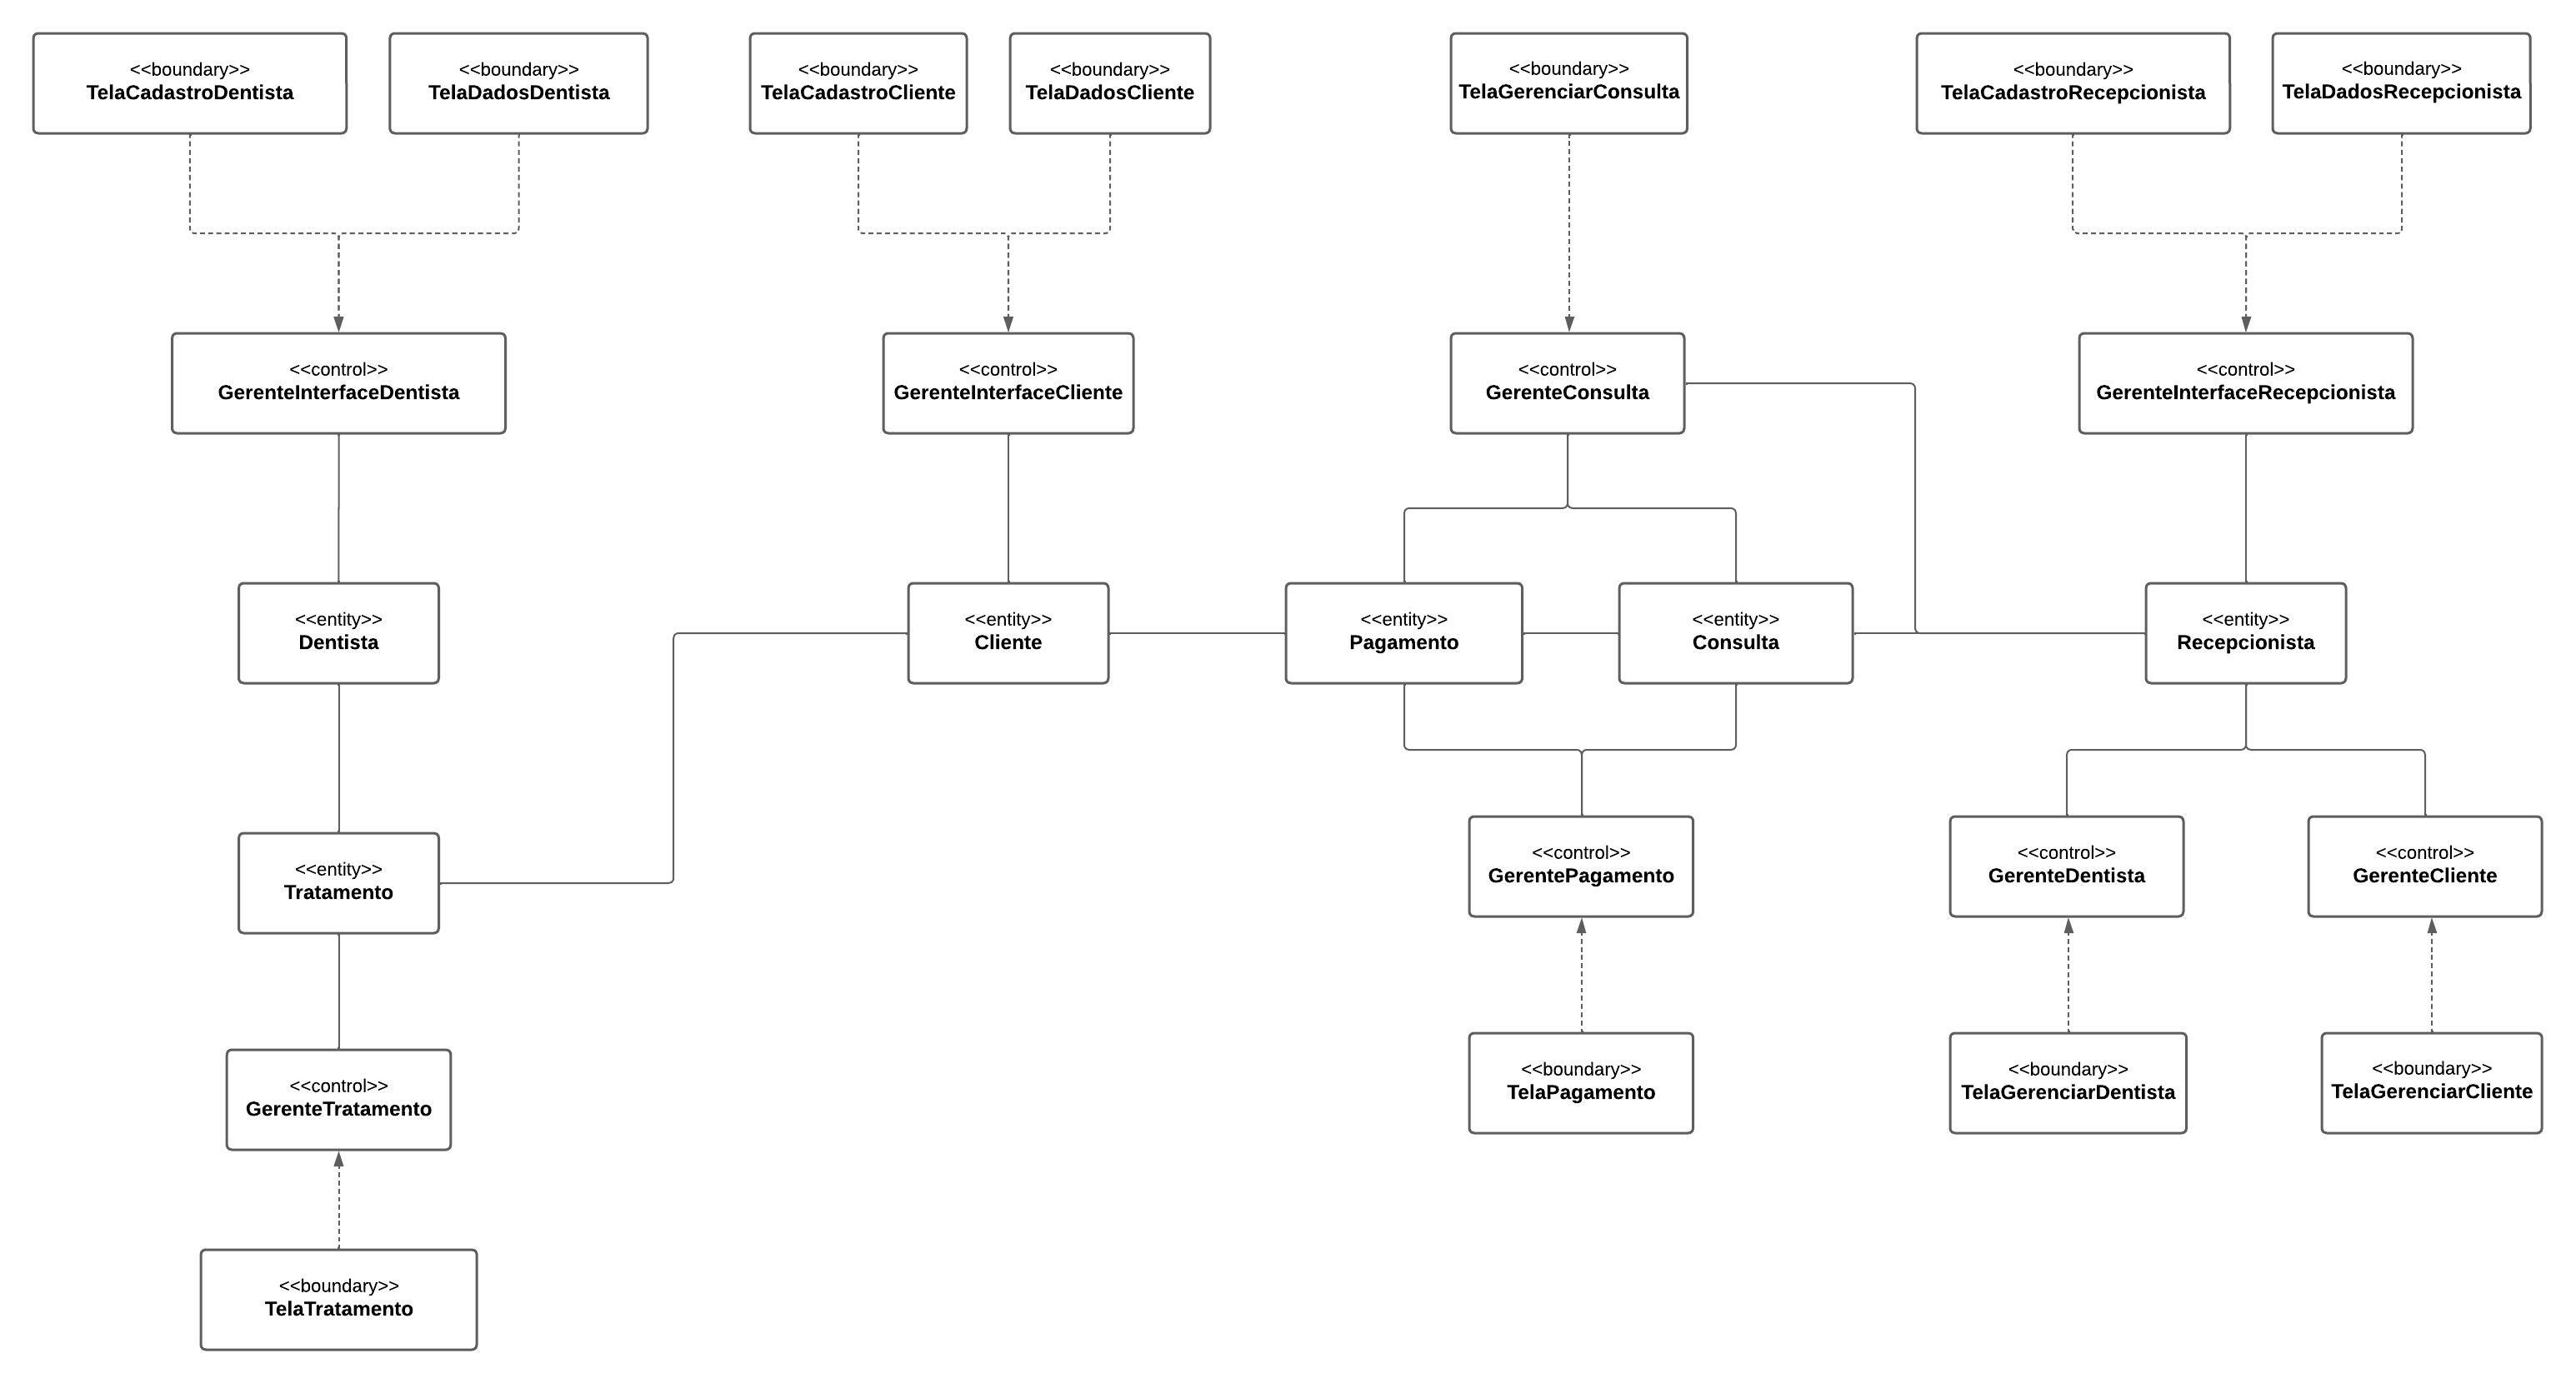 <<boundary>>
TelaCadastroDentista
<<boundary>>
TelaDadosDentista
<<boundary>>
TelaCadastroCliente
<<boundary>>
TelaDadosCliente
<<boundary>>
TelaGerenciarConsulta
<<boundary>>
TelaCadastroRecepcionista
<<boundary>>
TelaDadosRecepcionista
<<control>>
GerenteInterfaceDentista
<<control>>
GerenteInterfaceCliente
<<control>>
GerenteConsulta
<<control>>
GerenteInterfaceRecepcionista
<<entity>>
Dentista
<<entity>>
Cliente
<<entity>>
Pagamento
<<entity>>
Consulta
<<entity>>
Recepcionista
<<entity>>
Tratamento
<<control>>
GerentePagamento
<<control>>
GerenteDentista
<<control>>
GerenteCliente
<<control>>
GerenteTratamento
<<boundary>>
TelaPagamento
<<boundary>>
TelaGerenciarDentista
<<boundary>>
TelaGerenciarCliente
<<boundary>>
TelaTratamento